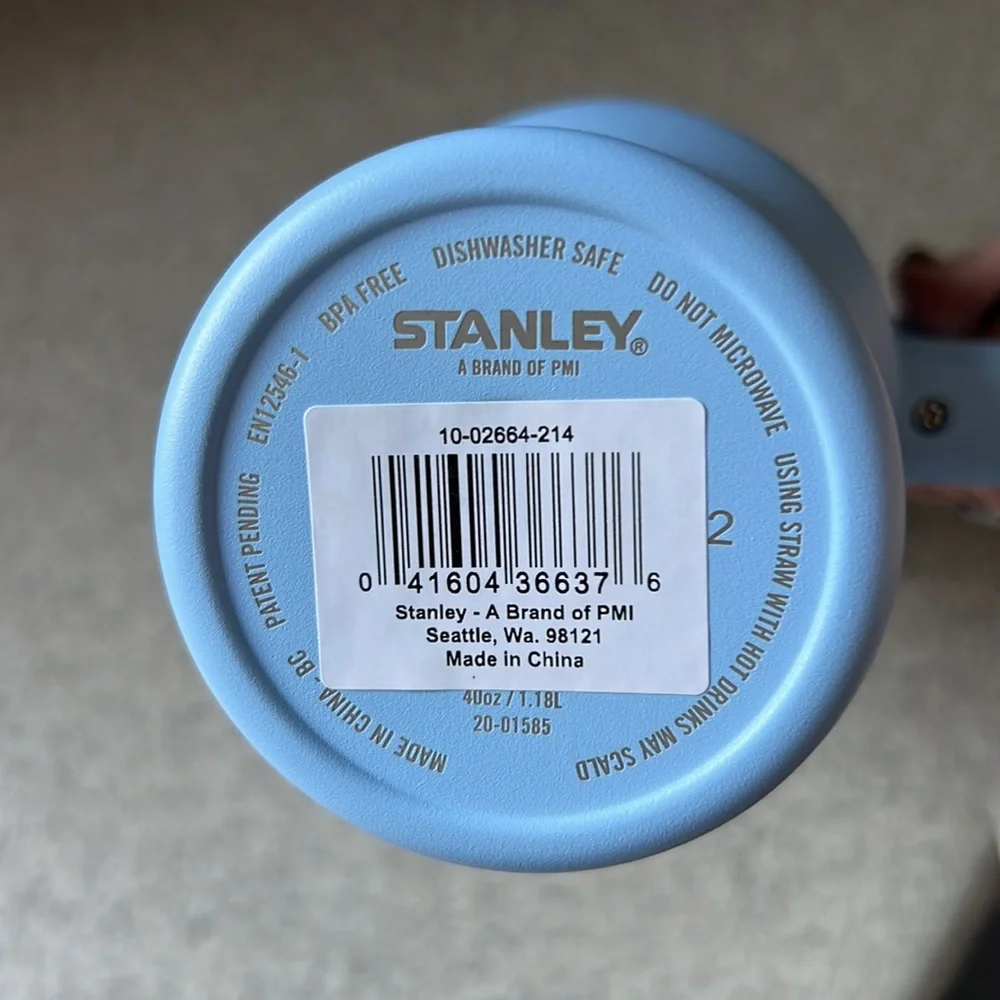 BPA FREE
DISHWASHER SAFE
DO NOT MICROWAVE
USING STRAW WITH HOT DRINKS MAY SCALD
MADE IN CHINA - BC
PATENT PENDING
EN12546-1
STANLEY®
A BRAND OF PMI
10-02664-214
0 41604 36637 6
Stanley - A Brand of PMI
Seattle, Wa. 98121
Made in China
2
40oz / 1.18L
20-01585